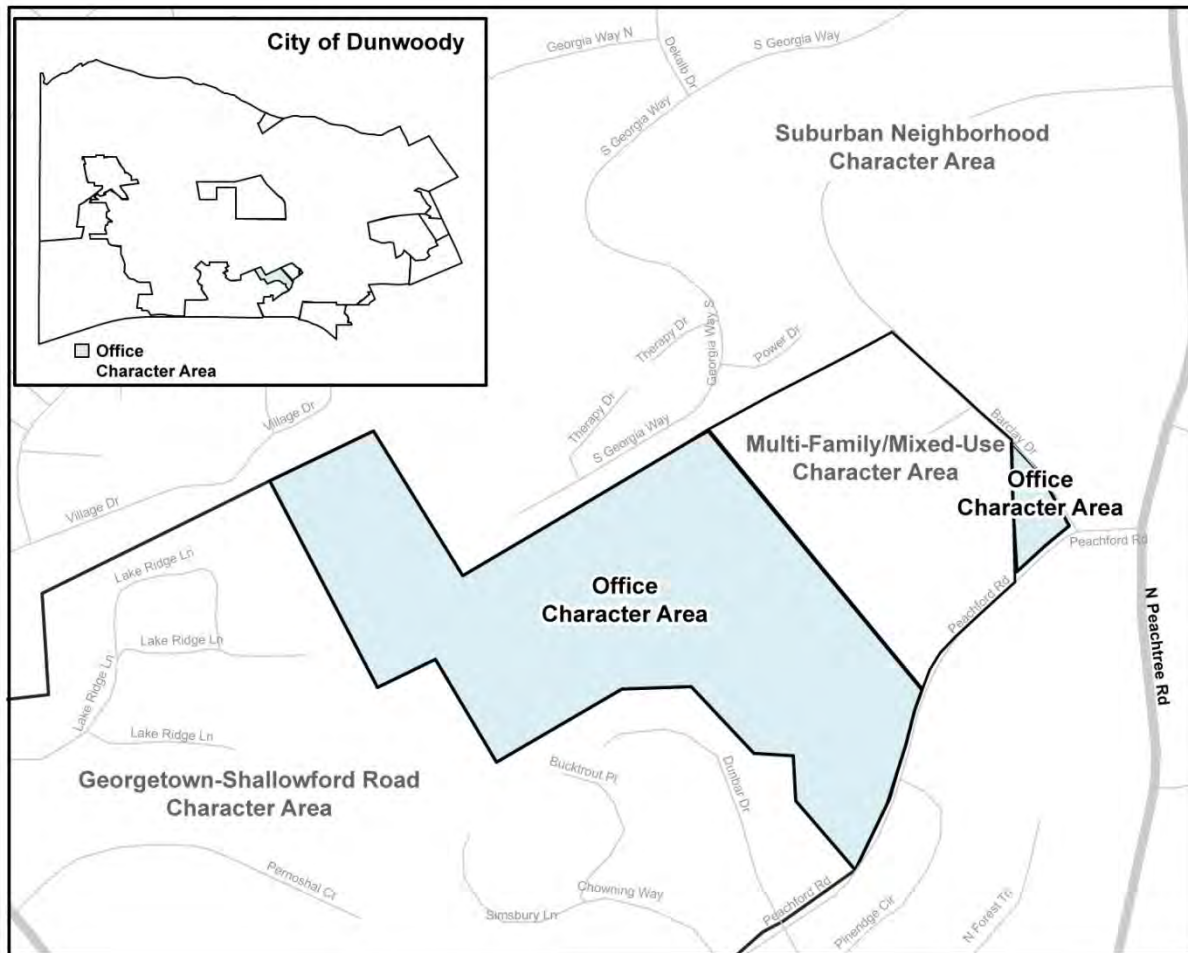 City of Dunwoody
Office
Character Area
Georgia Way N
Dekalb Dr
S Georgia Way
S Georgia Way
Suburban Neighborhood
Character Area
Georgia Way S
Therapy Dr
Power Dr
Therapy Dr
S Georgia Way
Village Dr
Village Dr
Barclay Dr
Multi-Family/Mixed-Use
Character Area
Office
Character Area
Peachford Rd
Peachford Rd
N Peachtree Rd
Office
Character Area
Lake Ridge Ln
Lake Ridge Ln
Lake Ridge Ln
Lake Ridge Ln
Georgetown-Shallowford Road
Character Area
Bucktrout Pl
Dunbar Dr
Pernoshal Ct
Simsbury Ln
Chowning Way
Peachford Rd
Pineridge Cir
N Forest Trl